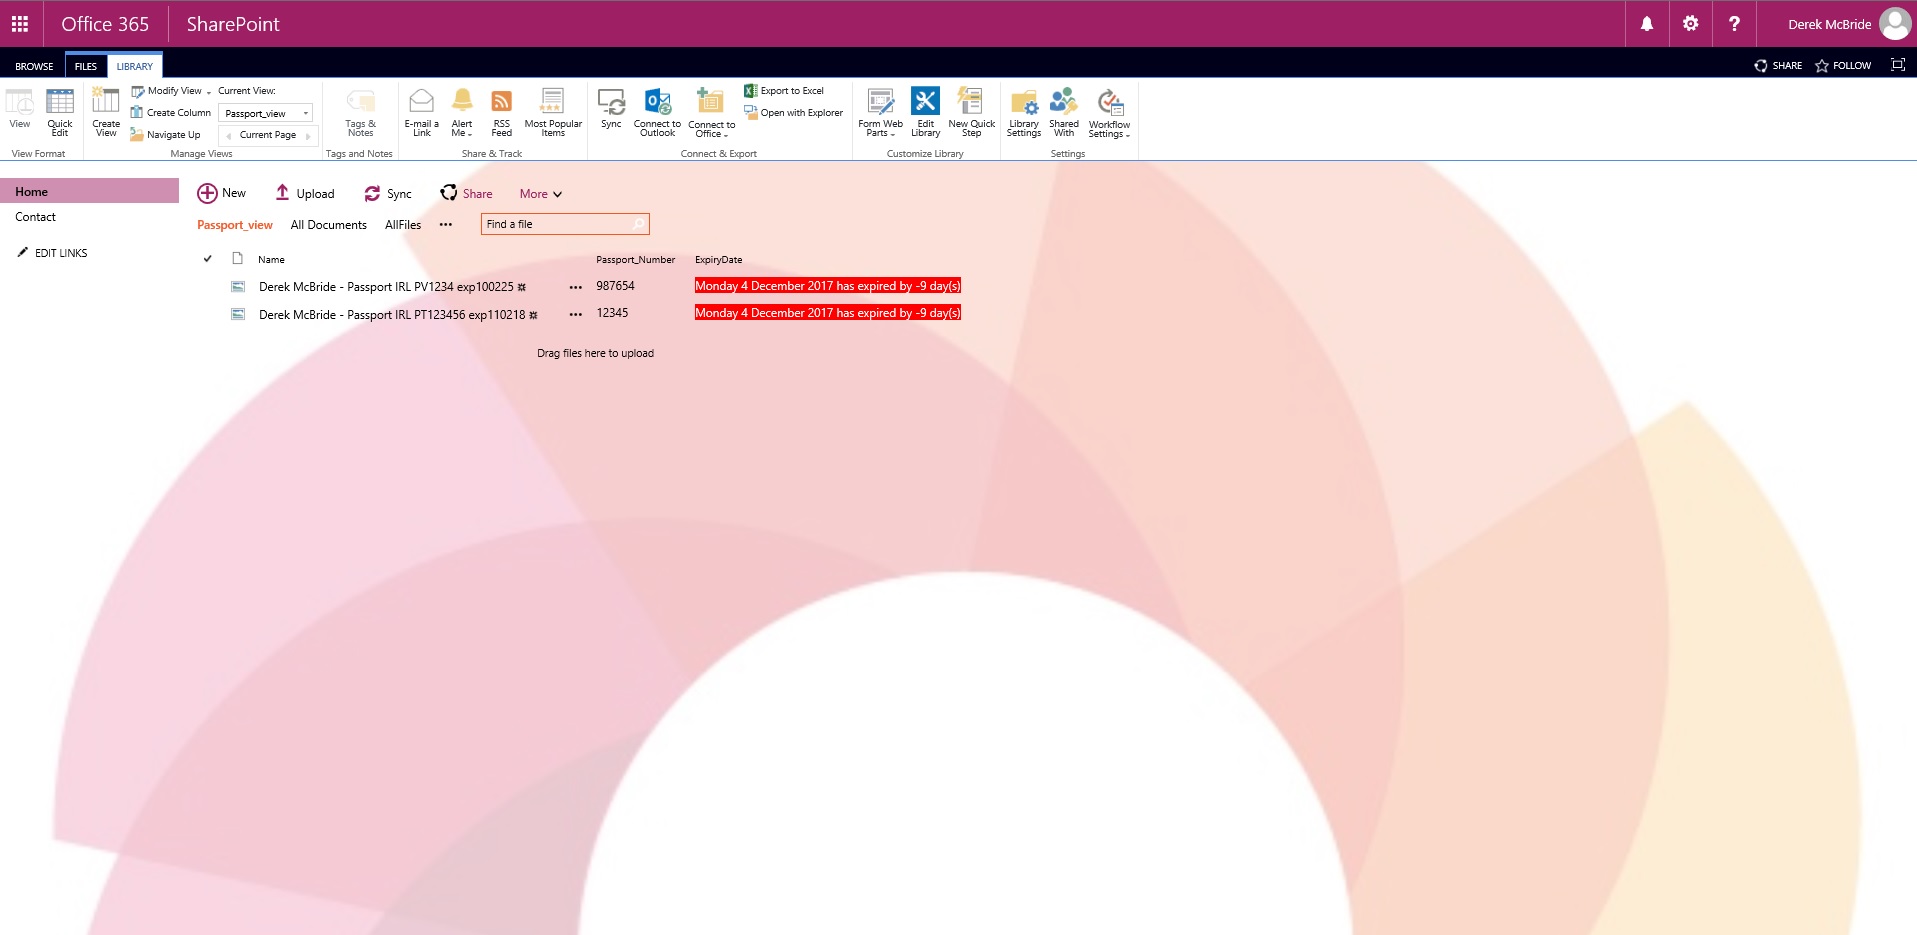 Office 365
SharePoint
Derek McBride
BROWSE
FILES
LIBRARY
SHARE
FOLLOW
View
Quick Edit
View Format
Create View
Modify View
Create Column
Navigate Up
Current View:
Passport_view
Current Page
Manage Views
Tags & Notes
Tags and Notes
E-mail a Link
Alert Me
RSS Feed
Most Popular Items
Share & Track
Sync
Connect to Outlook
Connect to Office
Export to Excel
Open with Explorer
Connect & Export
Form Web Parts
Edit Library
New Quick Step
Customize Library
Library Settings
Shared With
Workflow Settings
Settings
Home
Contact
EDIT LINKS
New Upload Sync Share More
Passport_view All Documents AllFiles ••• Find a file
Name Passport_Number ExpiryDate
Derek McBride - Passport IRL PV1234 exp100225 ••• 987654 Monday 4 December 2017 has expired by -9 day(s)
Derek McBride - Passport IRL PT123456 exp110218 ••• 12345 Monday 4 December 2017 has expired by -9 day(s)
Drag files here to upload